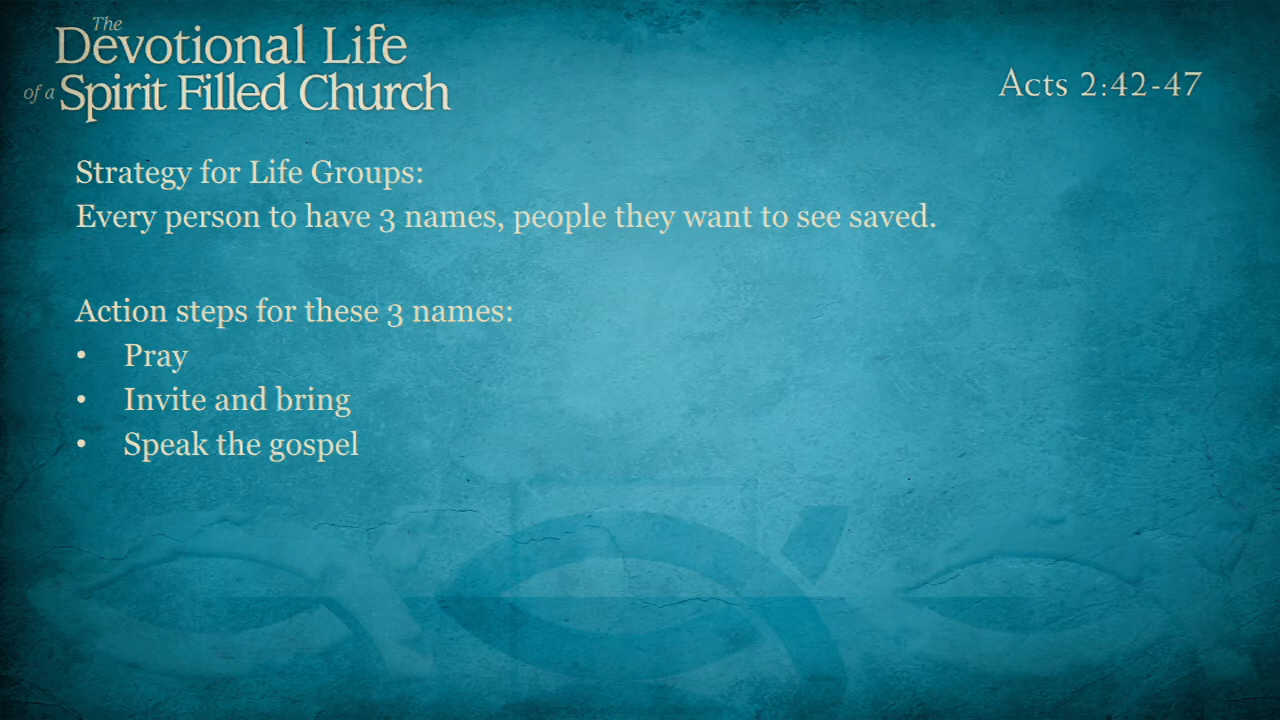 The
Devotional Life
of a Spirit Filled Church
Acts 2:42-47
Strategy for Life Groups:
Every person to have 3 names, people they want to see saved.
Action steps for these 3 names:
• Pray
• Invite and bring
• Speak the gospel